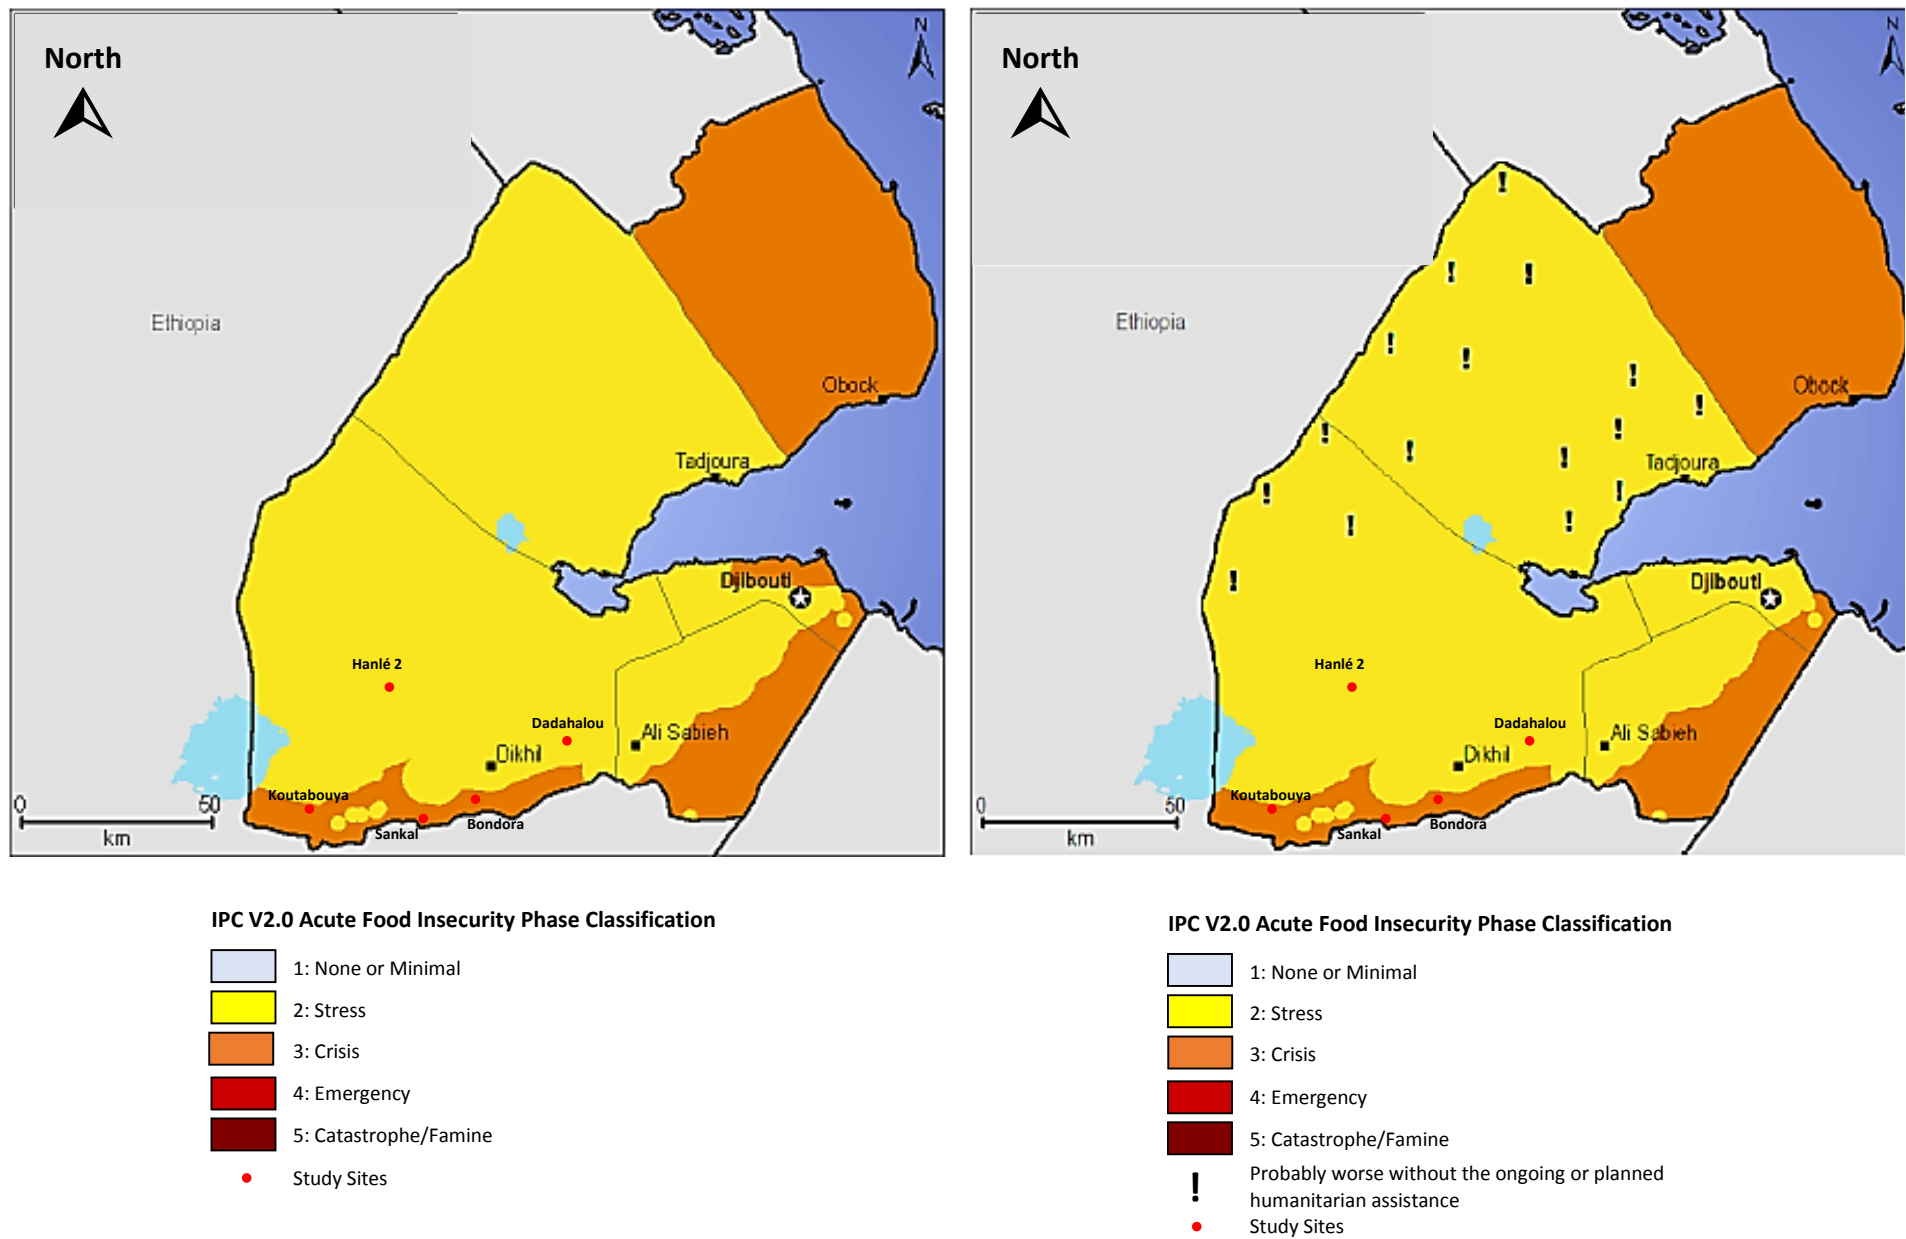 North
N
Ethiopia
Obock
Tadjoura
Djibouti
Hanlé 2
Dadahalou
Ali Sabieh
Dikhil
Koutabouya
Sankal
Bondora
0 50
km
IPC V2.0 Acute Food Insecurity Phase Classification
1: None or Minimal
2: Stress
3: Crisis
4: Emergency
5: Catastrophe/Famine
Study Sites
North
N
Ethiopia
Obock
Tadjoura
Djibouti
Hanlé 2
Dadahalou
Ali Sabieh
Dikhil
Koutabouya
Sankal
Bondora
0 50
km
IPC V2.0 Acute Food Insecurity Phase Classification
1: None or Minimal
2: Stress
3: Crisis
4: Emergency
5: Catastrophe/Famine
! Probably worse without the ongoing or planned
humanitarian assistance
Study Sites